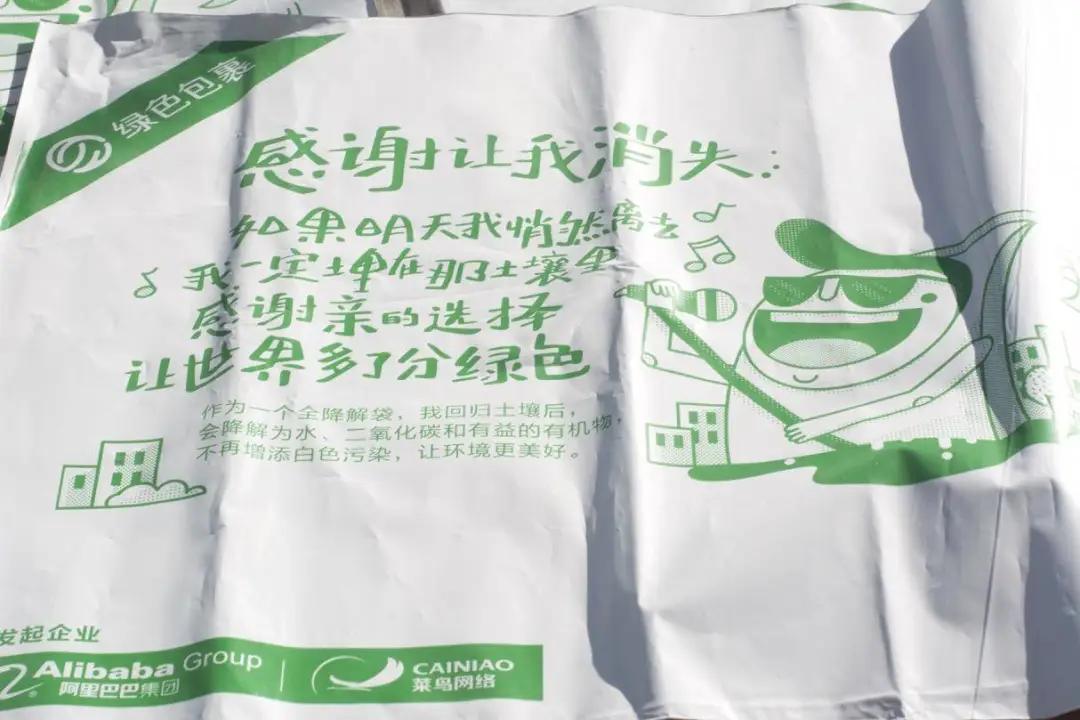 绿色包裹
感谢让我消失:
如果明天我悄然离去
我一定埋在那土壤里
感谢亲的选择
让世界多了分绿色
作为一个全降解袋，我回归土壤后，
会降解为水、二氧化碳和有益的有机物，
不再增添白色污染，让环境更美好。
发起企业
Alibaba Group
阿里巴巴集团
CAINIAO
菜鸟网络